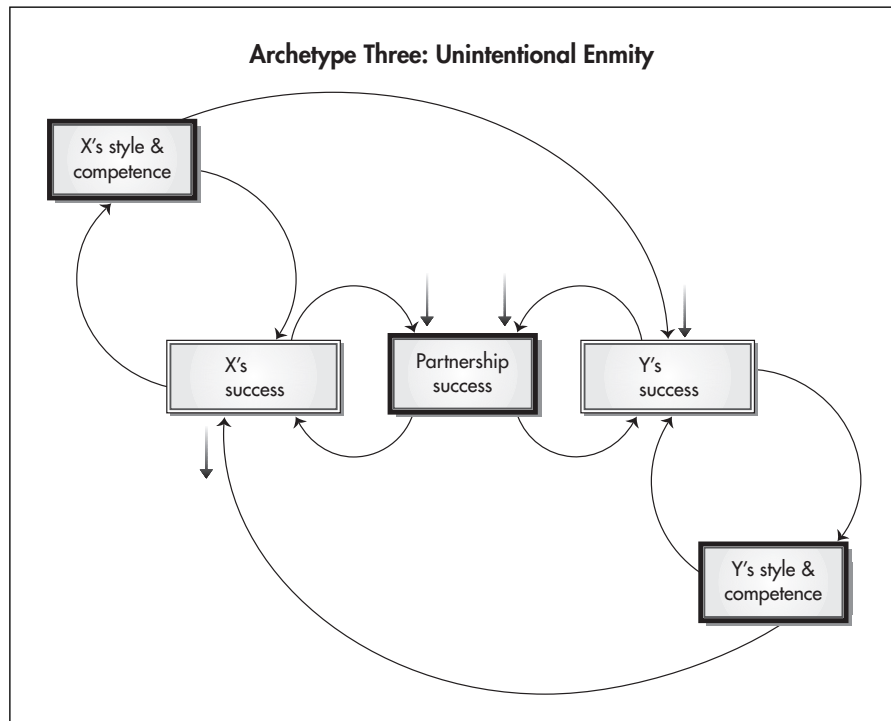 Archetype Three: Unintentional Enmity
X’s style &
competence
X’s
success
Partnership
success
Y’s
success
Y’s style &
competence